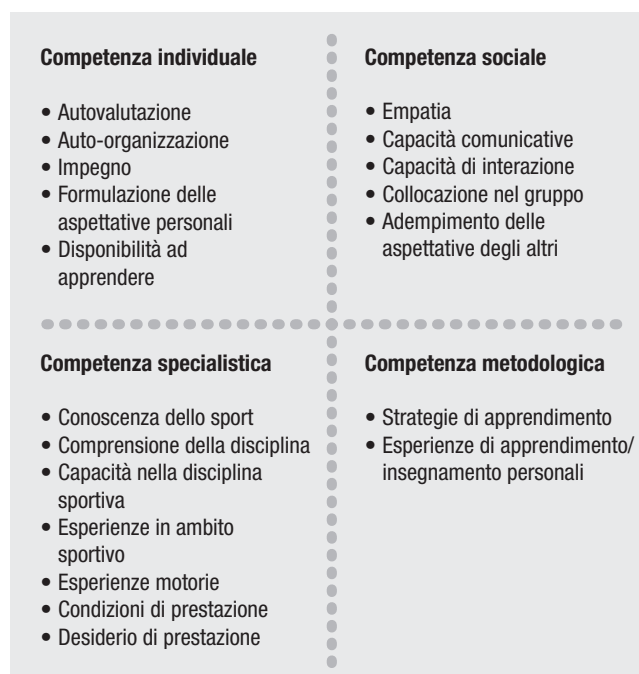 Competenza individuale
• Autovalutazione
• Auto-organizzazione
• Impegno
• Formulazione delle
aspettative personali
• Disponibilità ad
apprendere
Competenza sociale
• Empatia
• Capacità comunicative
• Capacità di interazione
• Collocazione nel gruppo
• Adempimento delle
aspettative degli altri
Competenza specialistica
• Conoscenza dello sport
• Comprensione della disciplina
• Capacità nella disciplina
sportiva
• Esperienze in ambito
sportivo
• Esperienze motorie
• Condizioni di prestazione
• Desiderio di prestazione
Competenza metodologica
• Strategie di apprendimento
• Esperienze di apprendimento/
insegnamento personali